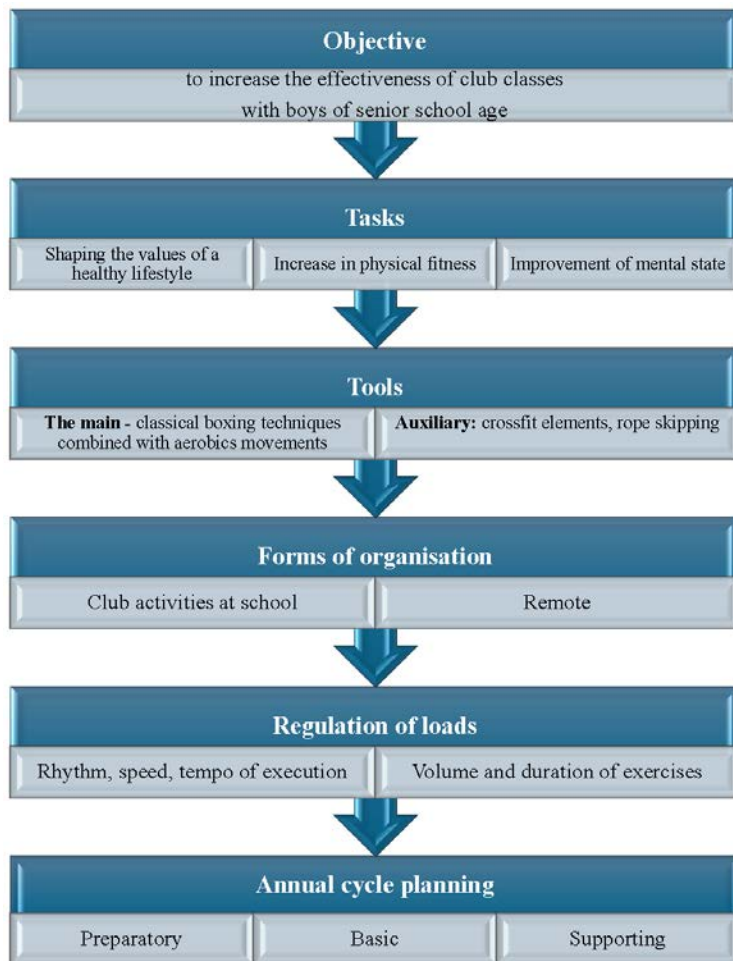 Objective
to increase the effectiveness of club classes
with boys of senior school age
Tasks
Shaping the values of a
healthy lifestyle
Increase in physical fitness
Improvement of mental state
Tools
The main - classical boxing techniques
combined with aerobics movements
Auxiliary: crossfit elements, rope skipping
Forms of organisation
Club activities at school
Remote
Regulation of loads
Rhythm, speed, tempo of execution
Volume and duration of exercises
Annual cycle planning
Preparatory
Basic
Supporting